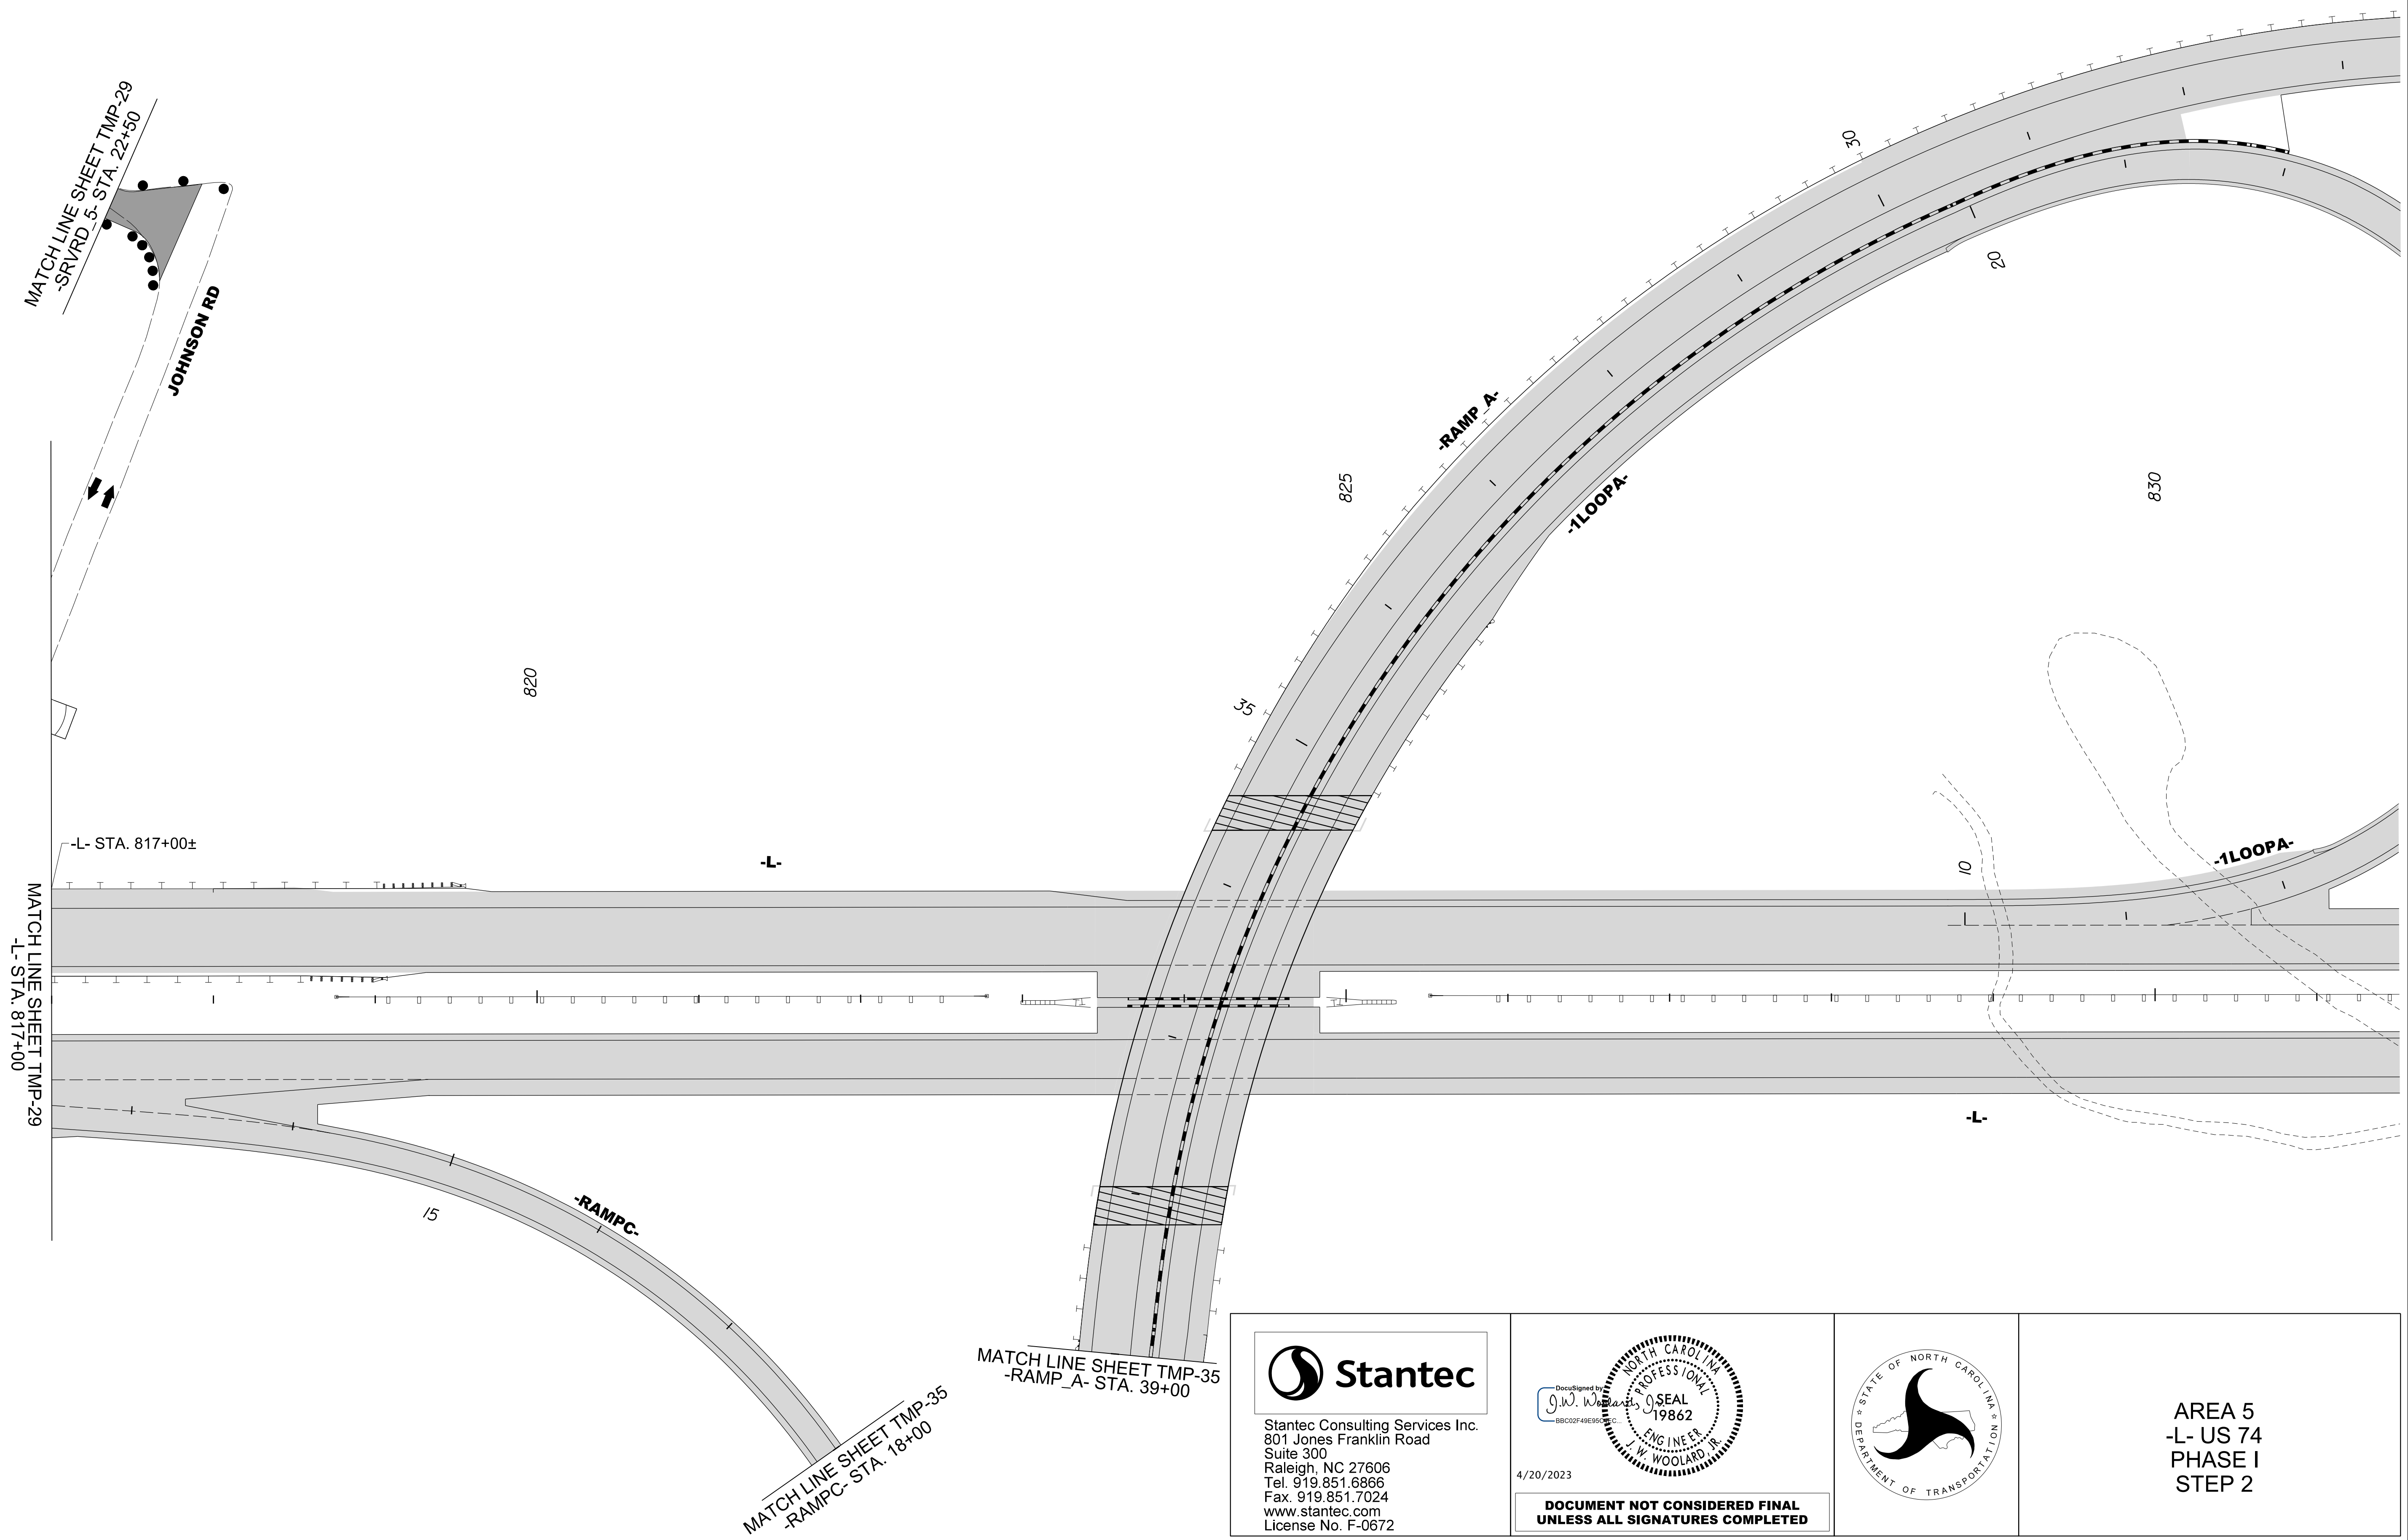 MATCH LINE SHEET TMP-29
-SRVRD_5- STA. 22+50
JOHNSON RD
30
20
-RAMP_A-
825
-1LOOPA-
830
820
35
-L- STA. 817+00±
-L-
10
-1LOOPA-
MATCH LINE SHEET TMP-29
-L- STA. 817+00
-L-
15
-RAMPC-
MATCH LINE SHEET TMP-35
-RAMP_A- STA. 39+00
MATCH LINE SHEET TMP-35
-RAMPC- STA. 18+00
Stantec
Stantec Consulting Services Inc.
801 Jones Franklin Road
Suite 300
Raleigh, NC 27606
Tel. 919.851.6866
Fax. 919.851.7024
www.stantec.com
License No. F-0672
DocuSigned by
J.W. Woolard, Jr.
NORTH CAROLINA
PROFESSIONAL
SEAL
19862
ENGINEER
J. W. WOOLARD, JR.
4/20/2023
DOCUMENT NOT CONSIDERED FINAL
UNLESS ALL SIGNATURES COMPLETED
STATE OF NORTH CAROLINA
DEPARTMENT OF TRANSPORTATION
AREA 5
-L- US 74
PHASE I
STEP 2